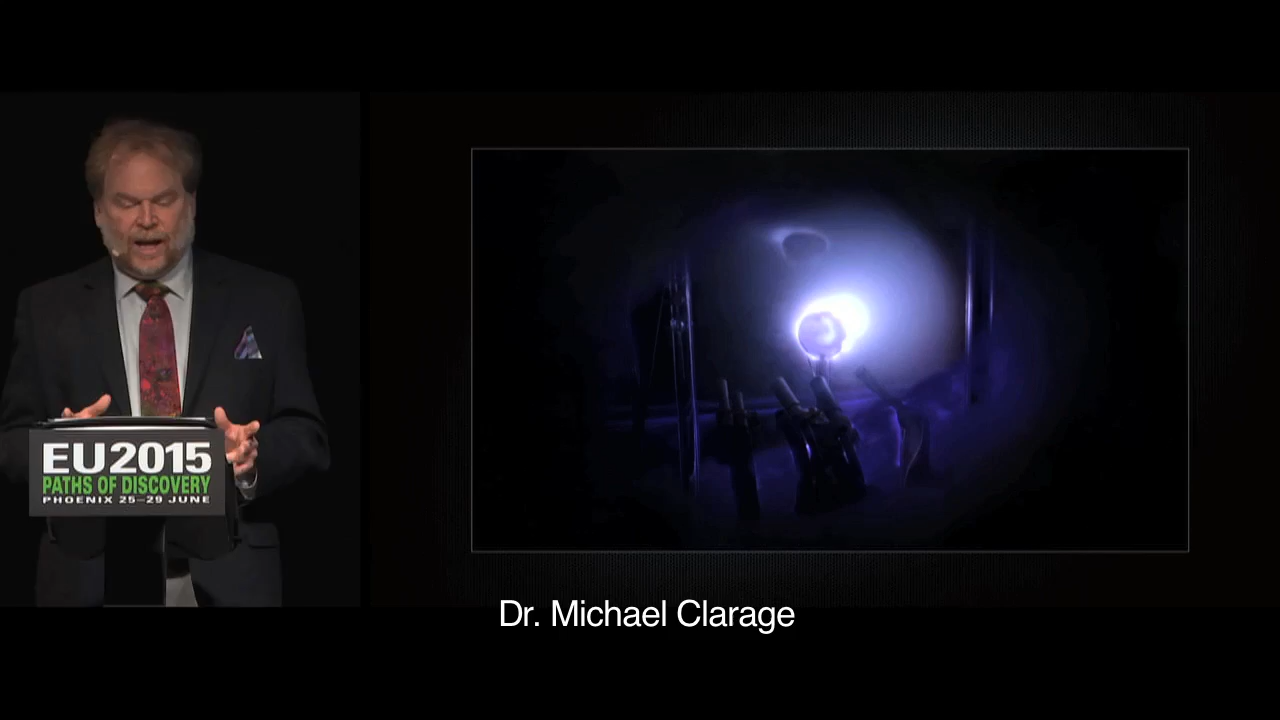 EU2015
PATHS OF DISCOVERY
PHOENIX 25-29 JUNE
Dr. Michael Clarage